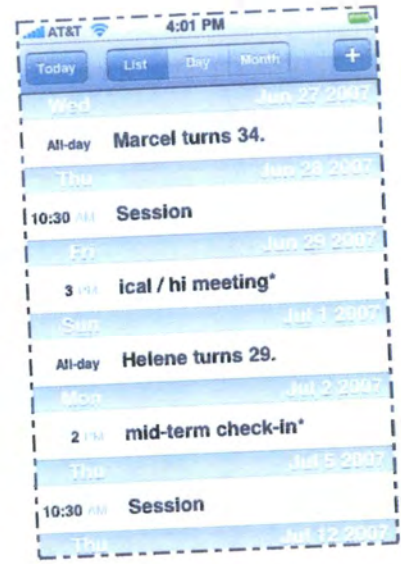 AT&T 4:01 PM
Today List Day Month +
Wed Jun 27 2007
All-day Marcel turns 34.
Thu Jun 28 2007
10:30 AM Session
Fri Jun 29 2007
3 PM ical / hi meeting*
Sun Jul 1 2007
All-day Helene turns 29.
Mon Jul 2 2007
2 PM mid-term check-in*
Thu Jul 5 2007
10:30 AM Session
Thu Jul 12 2007